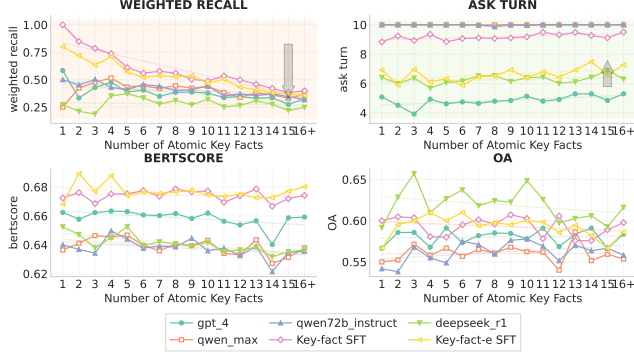 WEIGHTED RECALL
ASK TURN
weighted recall
1.00
0.75
0.50
0.25
1 2 3 4 5 6 7 8 9 10 11 12 13 14 15 16+
Number of Atomic Key Facts
ask turn
10
8
6
4
1 2 3 4 5 6 7 8 9 10 11 12 13 14 15 16+
Number of Atomic Key Facts
BERTSCORE
OA
bertscore
0.68
0.66
0.64
0.62
1 2 3 4 5 6 7 8 9 10 11 12 13 14 15 16+
Number of Atomic Key Facts
OA
0.65
0.60
0.55
1 2 3 4 5 6 7 8 9 10 11 12 13 14 15 16+
Number of Atomic Key Facts
gpt_4 qwen72b_instruct deepseek_r1
qwen_max Key-fact SFT Key-fact-e SFT